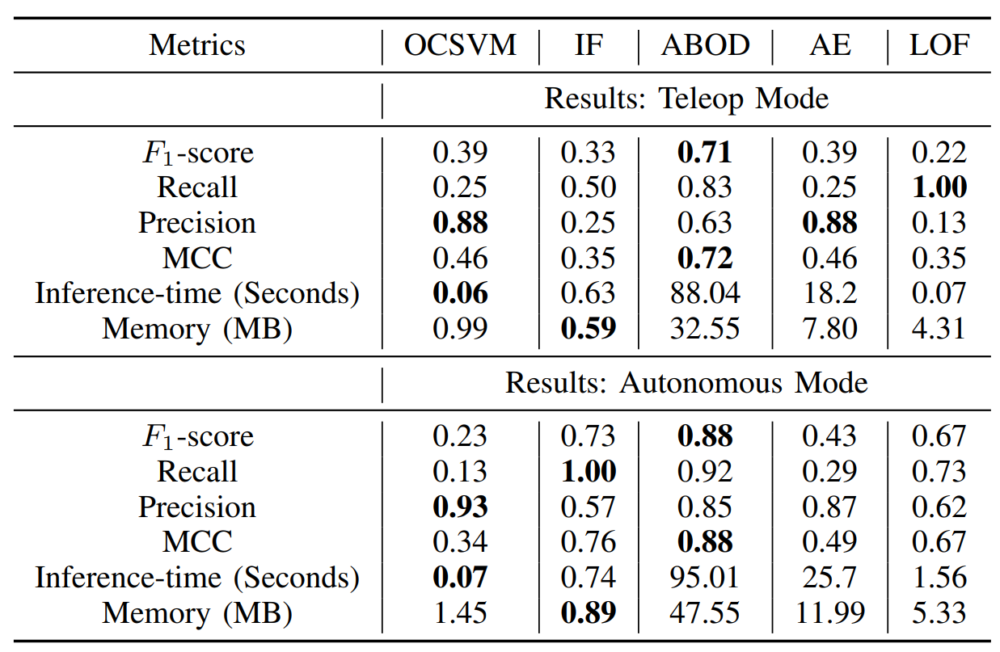 Metrics OCSVM IF ABOD AE LOF
Results: Teleop Mode
F1-score 0.39 0.33 0.71 0.39 0.22
Recall 0.25 0.50 0.83 0.25 1.00
Precision 0.88 0.25 0.63 0.88 0.13
MCC 0.46 0.35 0.72 0.46 0.35
Inference-time (Seconds) 0.06 0.63 88.04 18.2 0.07
Memory (MB) 0.99 0.59 32.55 7.80 4.31
Results: Autonomous Mode
F1-score 0.23 0.73 0.88 0.43 0.67
Recall 0.13 1.00 0.92 0.29 0.73
Precision 0.93 0.57 0.85 0.87 0.62
MCC 0.34 0.76 0.88 0.49 0.67
Inference-time (Seconds) 0.07 0.74 95.01 25.7 1.56
Memory (MB) 1.45 0.89 47.55 11.99 5.33